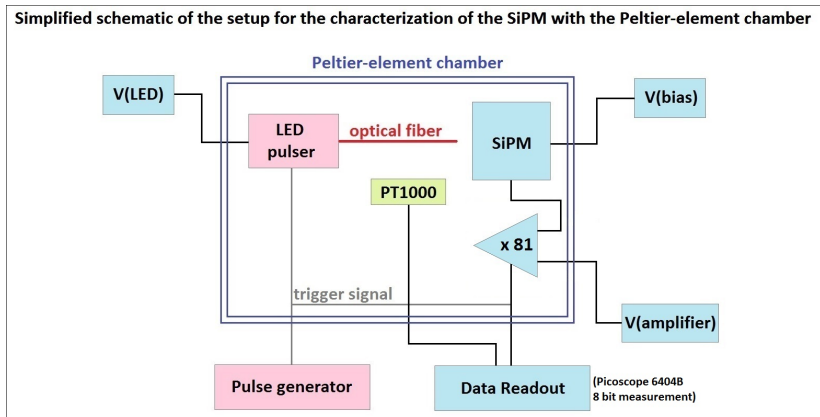 Simplified schematic of the setup for the characterization of the SiPM with the Peltier-element chamber
Peltier-element chamber
V(LED)
V(bias)
LED
pulser
optical fiber
SiPM
PT1000
x 81
trigger signal
V(amplifier)
Pulse generator
Data Readout
(Picoscope 6404B
8 bit measurement)